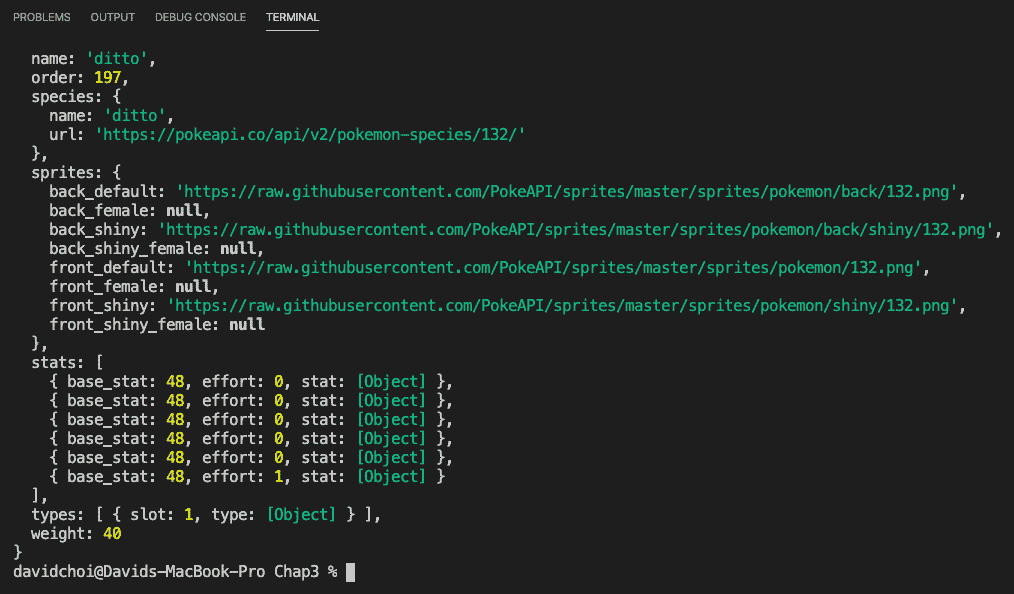 PROBLEMS OUTPUT DEBUG CONSOLE TERMINAL
name: 'ditto',
order: 197,
species: {
name: 'ditto',
url: 'https://pokeapi.co/api/v2/pokemon-species/132/'
},
sprites: {
back_default: 'https://raw.githubusercontent.com/PokeAPI/sprites/master/sprites/pokemon/back/132.png',
back_female: null,
back_shiny: 'https://raw.githubusercontent.com/PokeAPI/sprites/master/sprites/pokemon/back/shiny/132.png',
back_shiny_female: null,
front_default: 'https://raw.githubusercontent.com/PokeAPI/sprites/master/sprites/pokemon/132.png',
front_female: null,
front_shiny: 'https://raw.githubusercontent.com/PokeAPI/sprites/master/sprites/pokemon/shiny/132.png',
front_shiny_female: null
},
stats: [
{ base_stat: 48, effort: 0, stat: [Object] },
{ base_stat: 48, effort: 0, stat: [Object] },
{ base_stat: 48, effort: 0, stat: [Object] },
{ base_stat: 48, effort: 0, stat: [Object] },
{ base_stat: 48, effort: 0, stat: [Object] },
{ base_stat: 48, effort: 1, stat: [Object] }
],
types: [ { slot: 1, type: [Object] } ],
weight: 40
}
davidchoi@Davids-MacBook-Pro Chap3 %